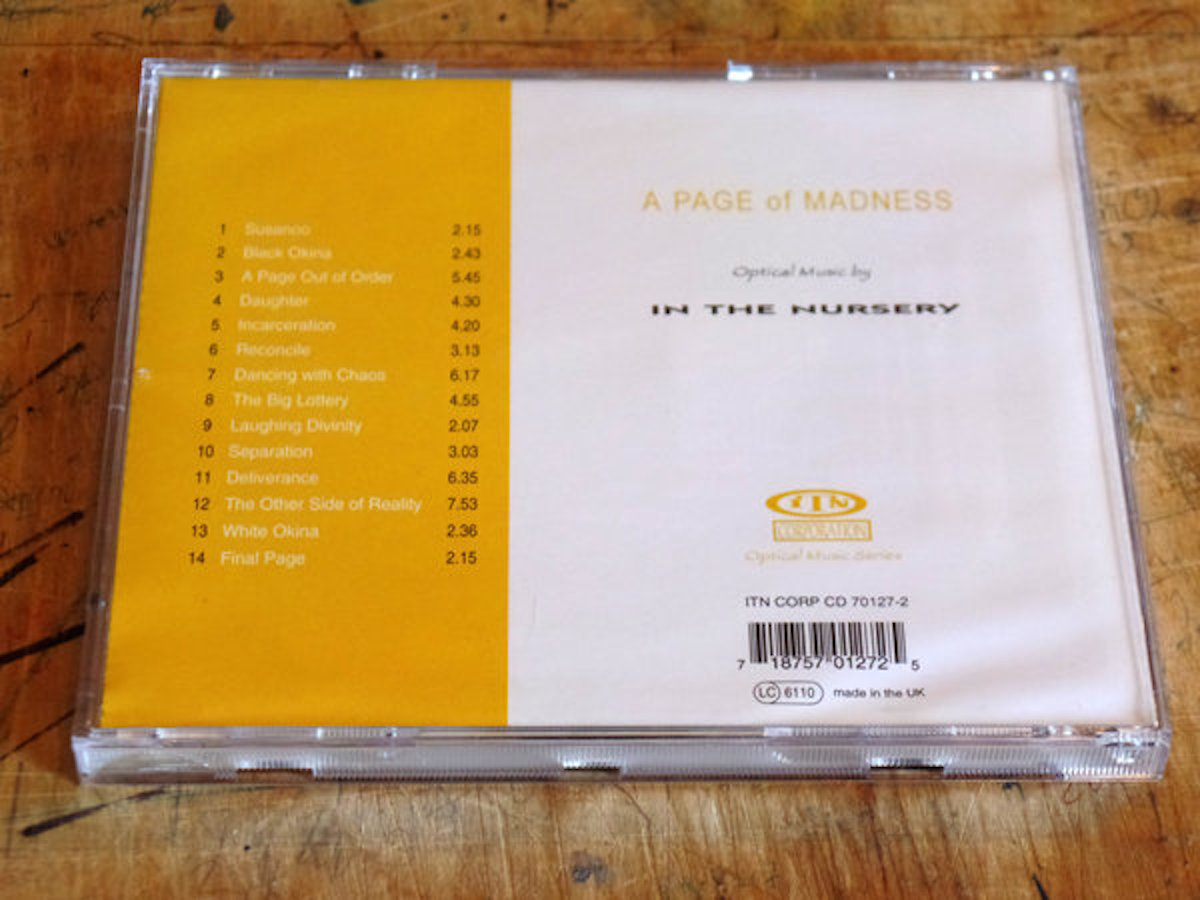 1 Susanoo 2.15
2 Black Okina 2.43
3 A Page Out of Order 5.45
4 Daughter 4.30
5 Incarceration 4.20
6 Reconcile 3.13
7 Dancing with Chaos 6.17
8 The Big Lottery 4.55
9 Laughing Divinity 2.07
10 Separation 3.03
11 Deliverance 6.35
12 The Other Side of Reality 7.53
13 White Okina 2.36
14 Final Page 2.15
A PAGE of MADNESS
Optical Music by
IN THE NURSERY
ITN
CORPORATION
Optical Music Series
ITN CORP CD 70127-2
7 18757 01272 5
LC 6110 made in the UK